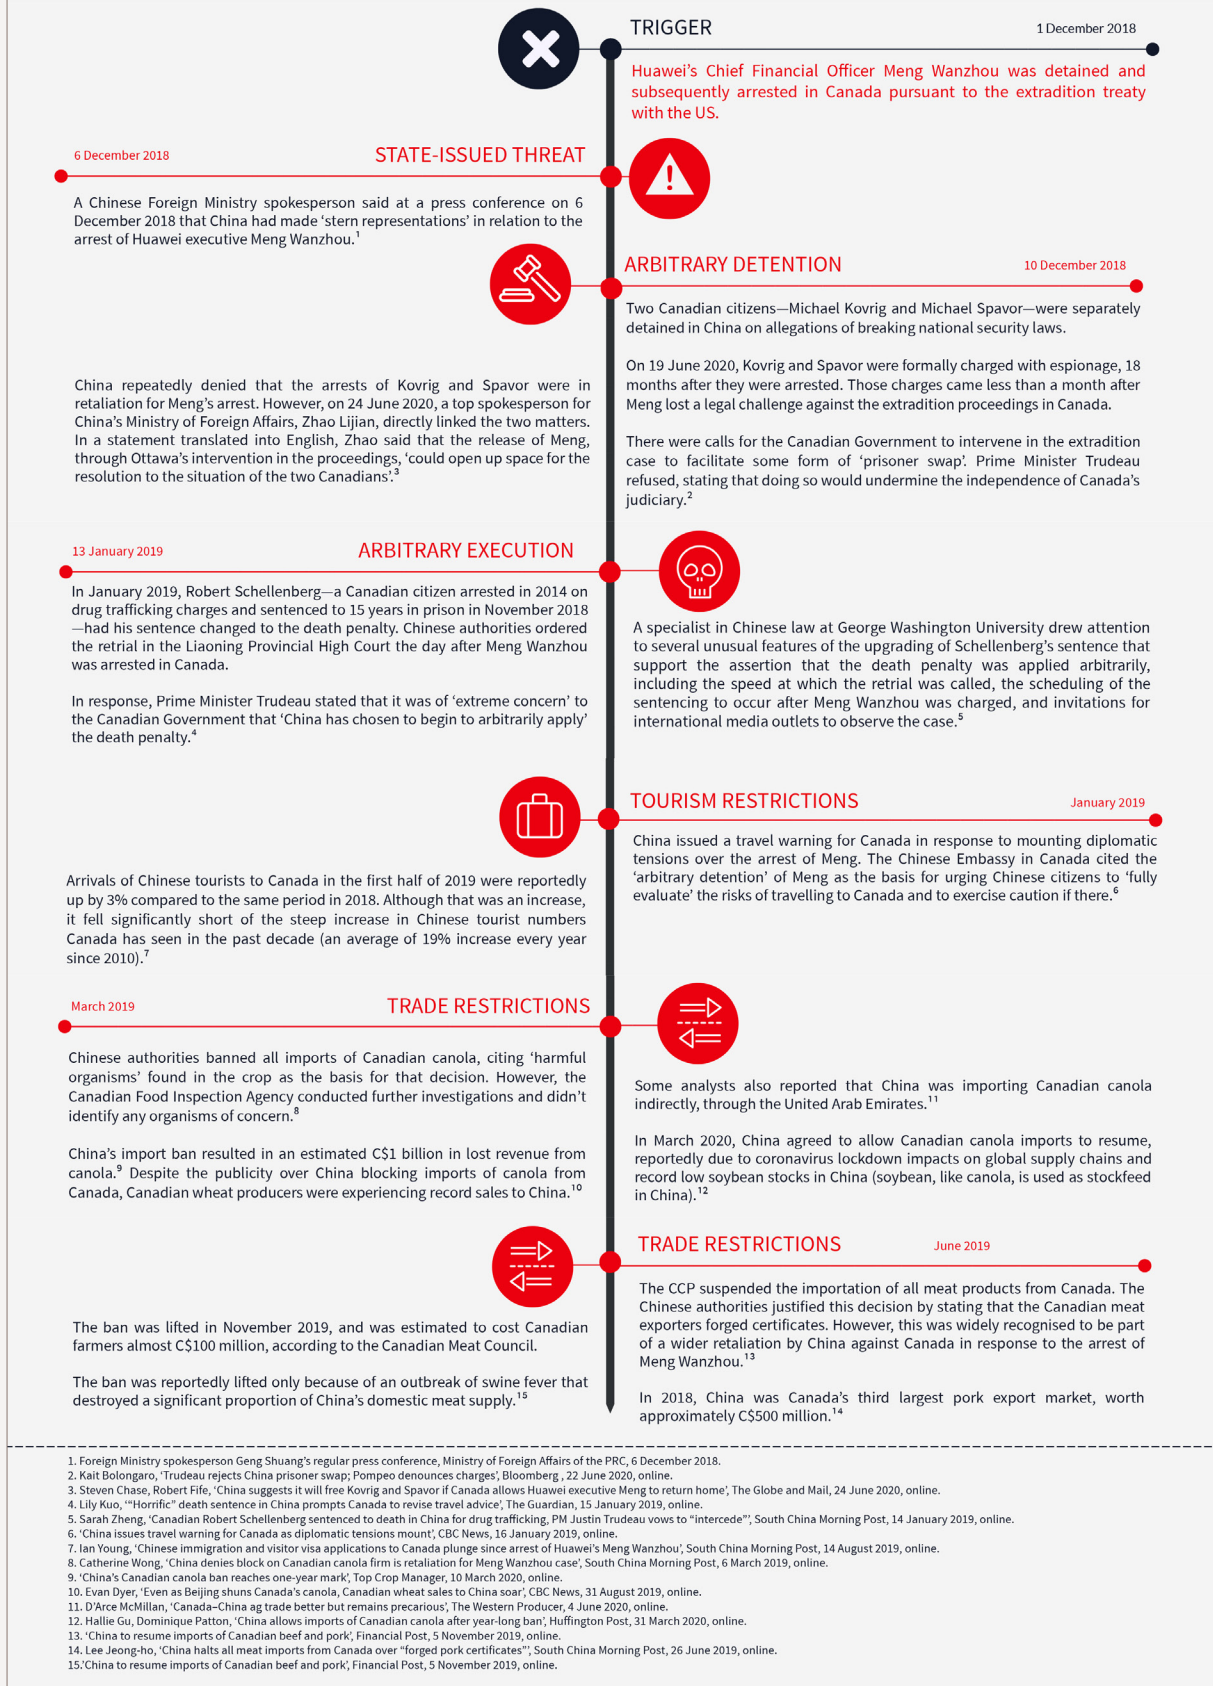 TRIGGER
1 December 2018
Huawei’s Chief Financial Officer Meng Wanzhou was detained and
subsequently arrested in Canada pursuant to the extradition treaty
with the US.
6 December 2018
STATE-ISSUED THREAT
A Chinese Foreign Ministry spokesperson said at a press conference on 6
December 2018 that China had made ‘stern representations’ in relation to the
arrest of Huawei executive Meng Wanzhou.¹
ARBITRARY DETENTION
10 December 2018
Two Canadian citizens—Michael Kovrig and Michael Spavor—were separately
detained in China on allegations of breaking national security laws.
On 19 June 2020, Kovrig and Spavor were formally charged with espionage, 18
months after they were arrested. Those charges came less than a month after
Meng lost a legal challenge against the extradition proceedings in Canada.
There were calls for the Canadian Government to intervene in the extradition
case to facilitate some form of ‘prisoner swap’. Prime Minister Trudeau
refused, stating that doing so would undermine the independence of Canada’s
judiciary.²
China repeatedly denied that the arrests of Kovrig and Spavor were in
retaliation for Meng’s arrest. However, on 24 June 2020, a top spokesperson for
China’s Ministry of Foreign Affairs, Zhao Lijian, directly linked the two matters.
In a statement translated into English, Zhao said that the release of Meng,
through Ottawa’s intervention in the proceedings, ‘could open up space for the
resolution to the situation of the two Canadians’.³
13 January 2019
ARBITRARY EXECUTION
In January 2019, Robert Schellenberg—a Canadian citizen arrested in 2014 on
drug trafficking charges and sentenced to 15 years in prison in November 2018
—had his sentence changed to the death penalty. Chinese authorities ordered
the retrial in the Liaoning Provincial High Court the day after Meng Wanzhou
was arrested in Canada.
In response, Prime Minister Trudeau stated that it was of ‘extreme concern’ to
the Canadian Government that ‘China has chosen to begin to arbitrarily apply’
the death penalty.⁴
A specialist in Chinese law at George Washington University drew attention
to several unusual features of the upgrading of Schellenberg’s sentence that
support the assertion that the death penalty was applied arbitrarily,
including the speed at which the retrial was called, the scheduling of the
sentencing to occur after Meng Wanzhou was charged, and invitations for
international media outlets to observe the case.⁵
TOURISM RESTRICTIONS
January 2019
China issued a travel warning for Canada in response to mounting diplomatic
tensions over the arrest of Meng. The Chinese Embassy in Canada cited the
‘arbitrary detention’ of Meng as the basis for urging Chinese citizens to ‘fully
evaluate’ the risks of travelling to Canada and to exercise caution if there.⁶
Arrivals of Chinese tourists to Canada in the first half of 2019 were reportedly
up by 3% compared to the same period in 2018. Although that was an increase,
it fell significantly short of the steep increase in Chinese tourist numbers
Canada has seen in the past decade (an average of 19% increase every year
since 2010).⁷
March 2019
TRADE RESTRICTIONS
Chinese authorities banned all imports of Canadian canola, citing ‘harmful
organisms’ found in the crop as the basis for that decision. However, the
Canadian Food Inspection Agency conducted further investigations and didn’t
identify any organisms of concern.⁸
China’s import ban resulted in an estimated C$1 billion in lost revenue from
canola.⁹ Despite the publicity over China blocking imports of canola from
Canada, Canadian wheat producers were experiencing record sales to China.¹⁰
Some analysts also reported that China was importing Canadian canola
indirectly, through the United Arab Emirates.¹¹
In March 2020, China agreed to allow Canadian canola imports to resume,
reportedly due to coronavirus lockdown impacts on global supply chains and
record low soybean stocks in China (soybean, like canola, is used as stockfeed
in China).¹²
TRADE RESTRICTIONS
June 2019
The CCP suspended the importation of all meat products from Canada. The
Chinese authorities justified this decision by stating that the Canadian meat
exporters forged certificates. However, this was widely recognised to be part
of a wider retaliation by China against Canada in response to the arrest of
Meng Wanzhou.¹³
In 2018, China was Canada’s third largest pork export market, worth
approximately C$500 million.¹⁴
The ban was lifted in November 2019, and was estimated to cost Canadian
farmers almost C$100 million, according to the Canadian Meat Council.
The ban was reportedly lifted only because of an outbreak of swine fever that
destroyed a significant proportion of China’s domestic meat supply.¹⁵
1. Foreign Ministry spokesperson Geng Shuang’s regular press conference, Ministry of Foreign Affairs of the PRC, 6 December 2018.
2. Kait Bolongaro, ‘Trudeau rejects China prisoner swap; Pompeo denounces charges’, Bloomberg , 22 June 2020, online.
3. Steven Chase, Robert Fife, ‘China suggests it will free Kovrig and Spavor if Canada allows Huawei executive Meng to return home’, The Globe and Mail, 24 June 2020, online.
4. Lily Kuo, ‘“Horrific” death sentence in China prompts Canada to revise travel advice’, The Guardian, 15 January 2019, online.
5. Sarah Zheng, ‘Canadian Robert Schellenberg sentenced to death in China for drug trafficking, PM Justin Trudeau vows to “intercede”’, South China Morning Post, 14 January 2019, online.
6. ‘China issues travel warning for Canada as diplomatic tensions mount’, CBC News, 16 January 2019, online.
7. Ian Young, ‘Chinese immigration and visitor visa applications to Canada plunge since arrest of Huawei’s Meng Wanzhou’, South China Morning Post, 14 August 2019, online.
8. Catherine Wong, ‘China denies block on Canadian canola firm is retaliation for Meng Wanzhou case’, South China Morning Post, 6 March 2019, online.
9. ‘China’s Canadian canola ban reaches one-year mark’, Top Crop Manager, 10 March 2020, online.
10. Evan Dyer, ‘Even as Beijing shuns Canada’s canola, Canadian wheat sales to China soar’, CBC News, 31 August 2019, online.
11. D’Arce McMillan, ‘Canada–China ag trade better but remains precarious’, The Western Producer, 4 June 2020, online.
12. Hallie Gu, Dominique Patton, ‘China allows imports of Canadian canola after year-long ban’, Huffington Post, 31 March 2020, online.
13. ‘China to resume imports of Canadian beef and pork’, Financial Post, 5 November 2019, online.
14. Lee Jeong-ho, ‘China halts all meat imports from Canada over “forged pork certificates”’, South China Morning Post, 26 June 2019, online.
15.’China to resume imports of Canadian beef and pork’, Financial Post, 5 November 2019, online.